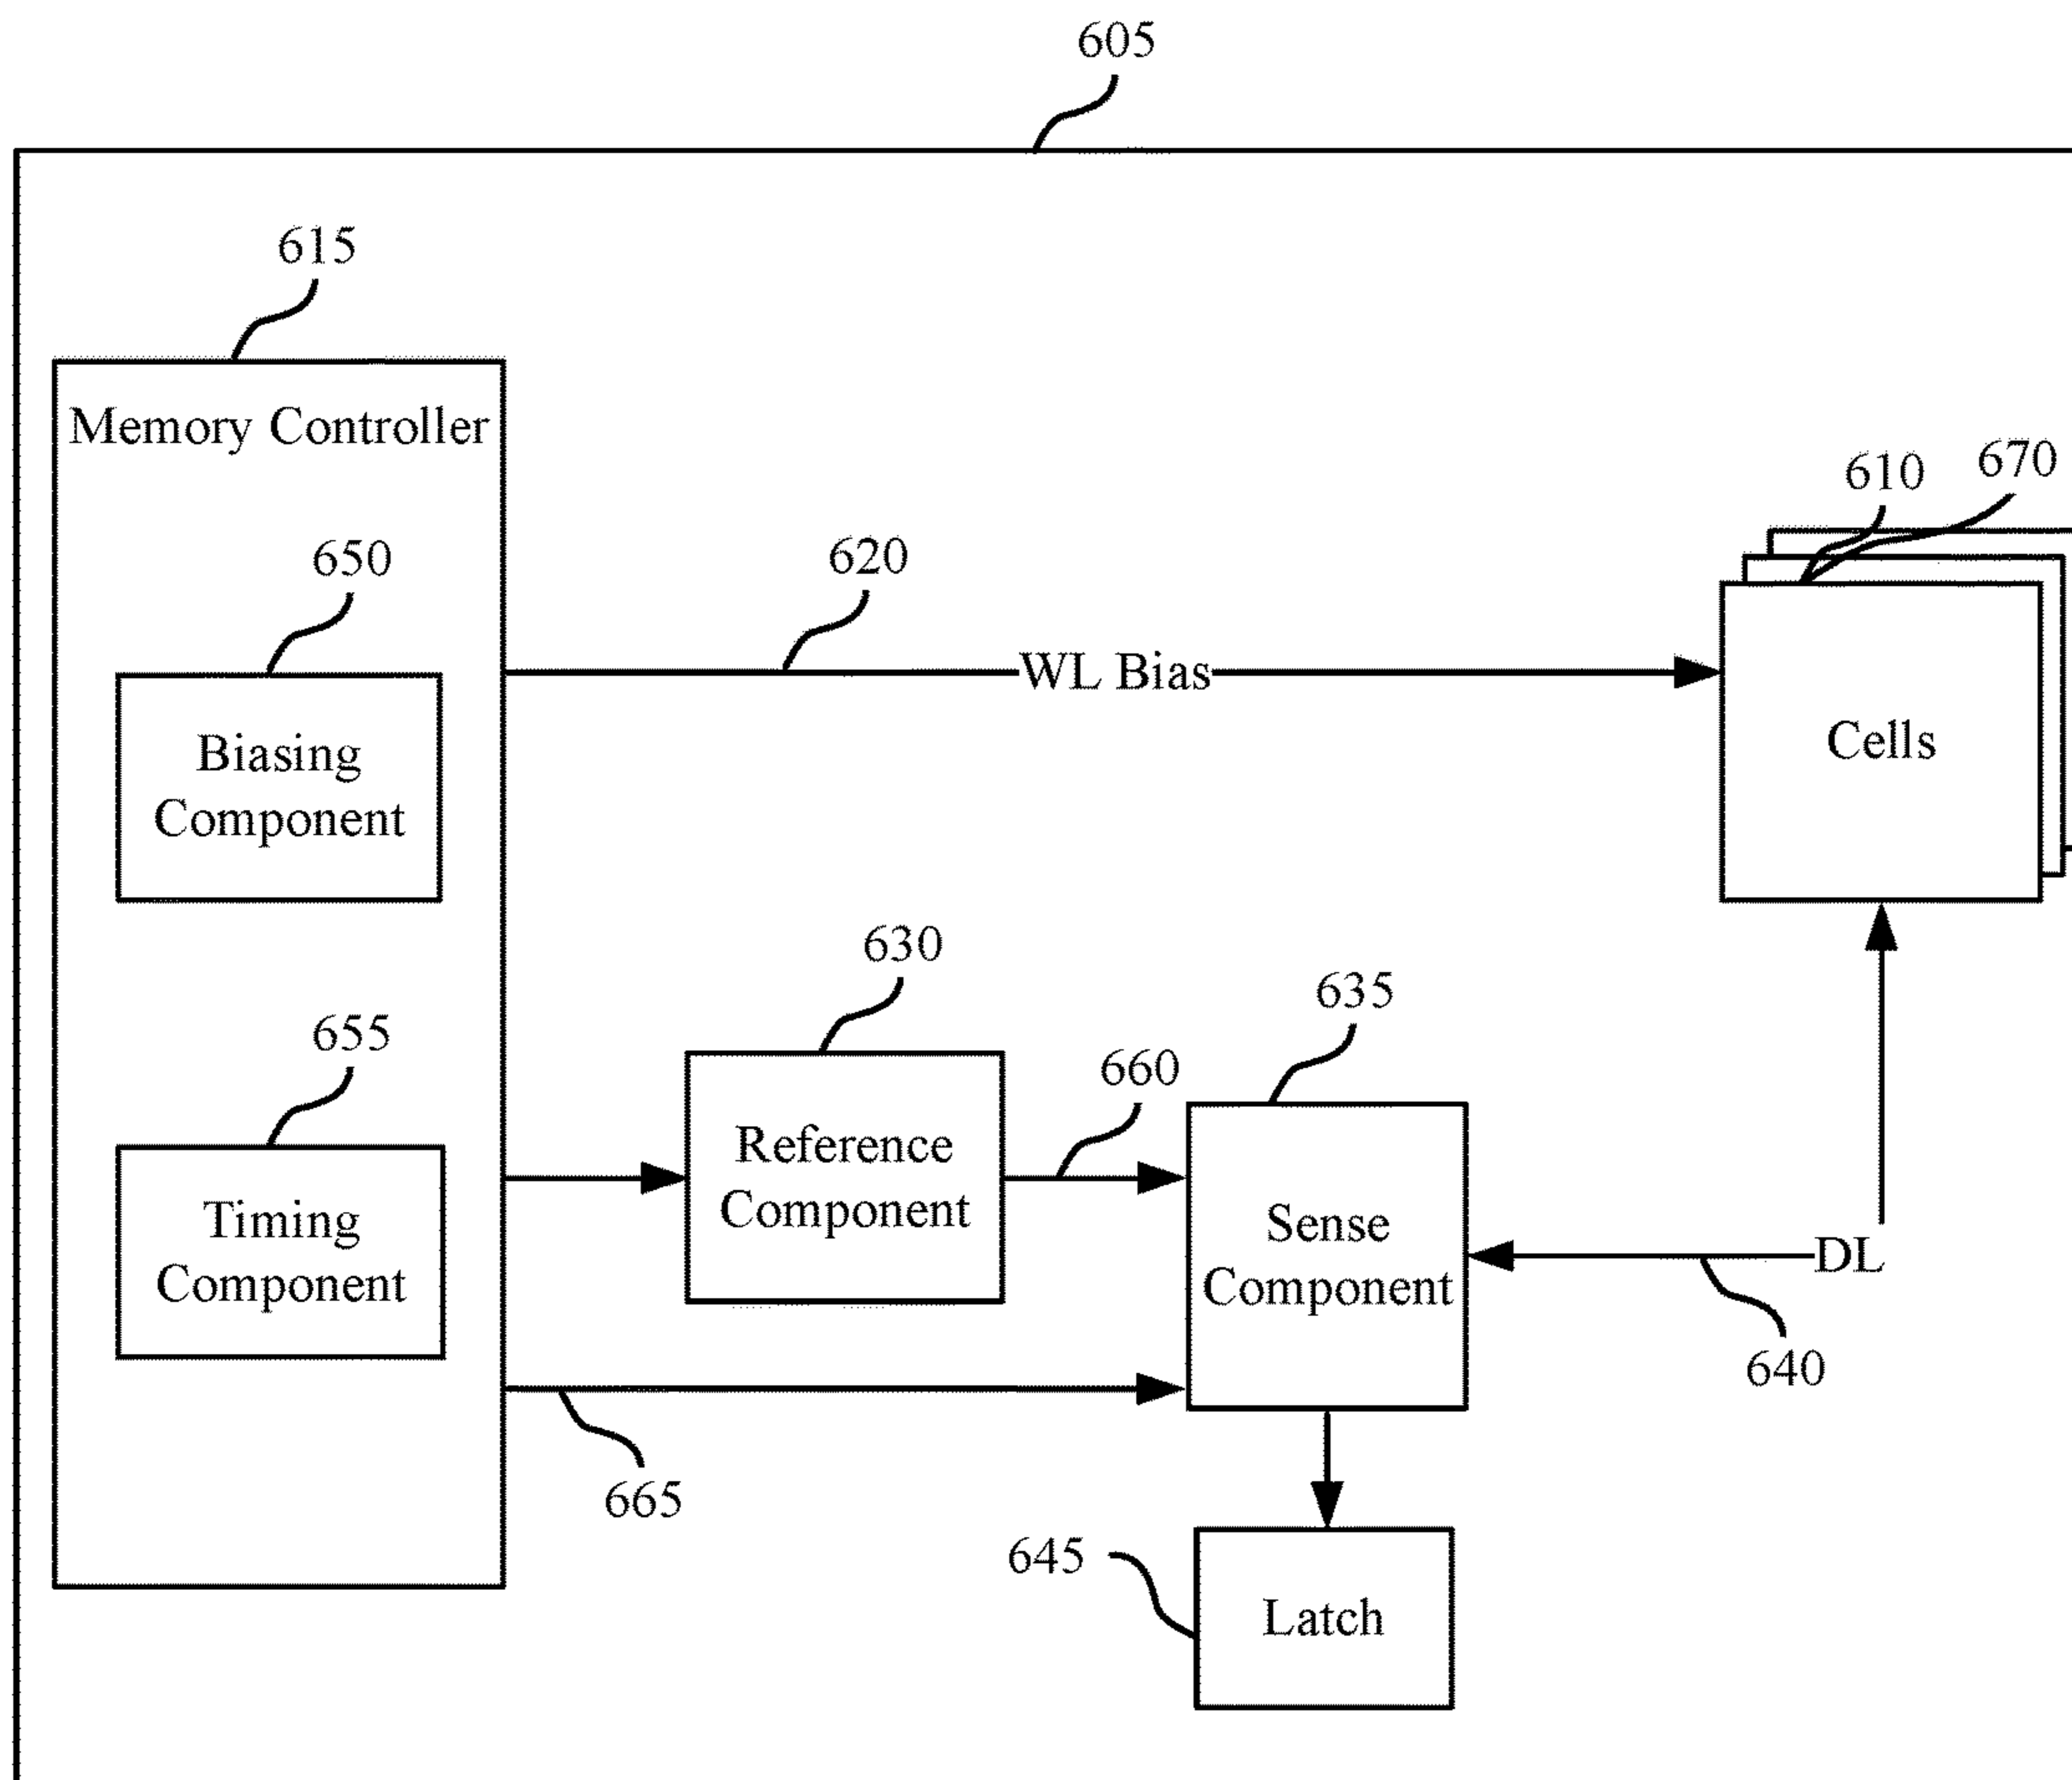 605
615
Memory Controller
610
670
650
620
WL Bias
Biasing
Component
Cells
630
635
655
660
Reference
Component
Timing
Component
Sense
Component
DL
640
665
645
Latch